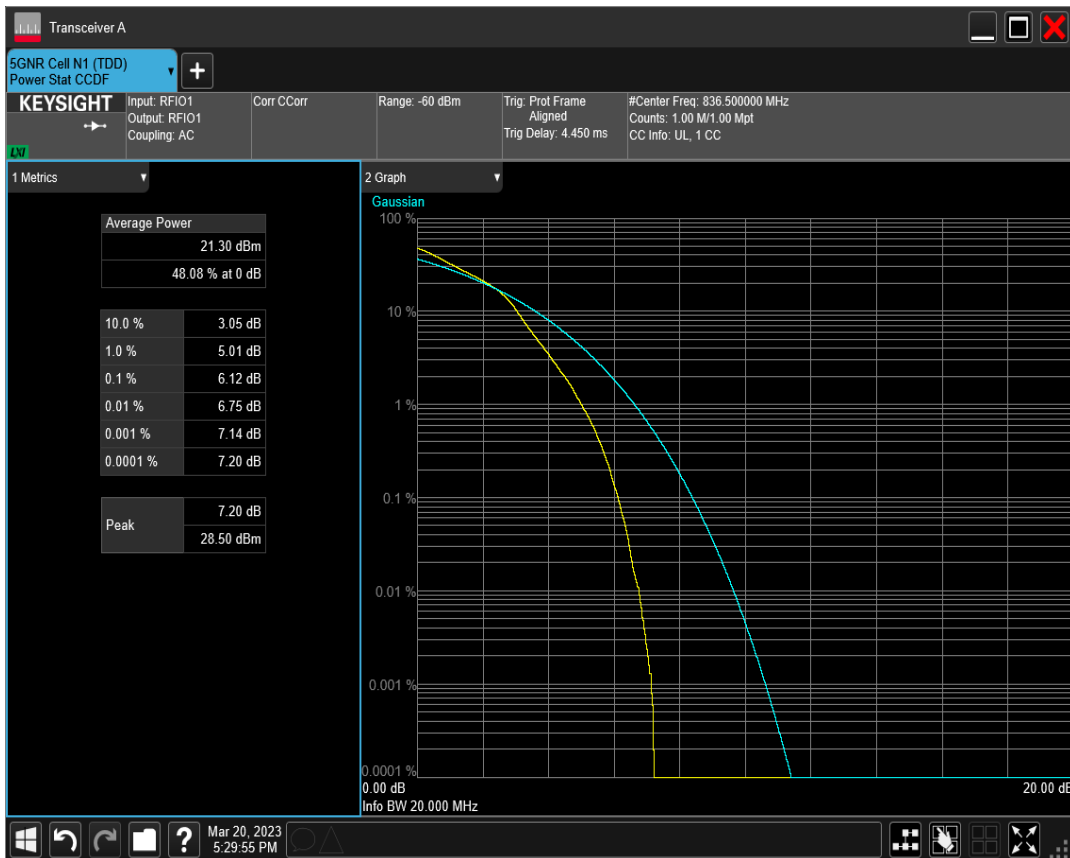 Transceiver A
5GNR Cell N1 (TDD)
Power Stat CCDF
+
KEYSIGHT
LXI
Input: RFIO1
Output: RFIO1
Coupling: AC
Corr CCorr
Range: -60 dBm
Trig: Prot Frame
Aligned
Trig Delay: 4.450 ms
#Center Freq: 836.500000 MHz
Counts: 1.00 M/1.00 Mpt
CC Info: UL, 1 CC
1 Metrics
Average Power
21.30 dBm
48.08 % at 0 dB
10.0 % 3.05 dB
1.0 % 5.01 dB
0.1 % 6.12 dB
0.01 % 6.75 dB
0.001 % 7.14 dB
0.0001 % 7.20 dB
Peak
7.20 dB
28.50 dBm
2 Graph
Gaussian
100 %
10 %
1 %
0.1 %
0.01 %
0.001 %
0.0001 %
0.00 dB 20.00 dB
Info BW 20.000 MHz
?
Mar 20, 2023
5:29:55 PM